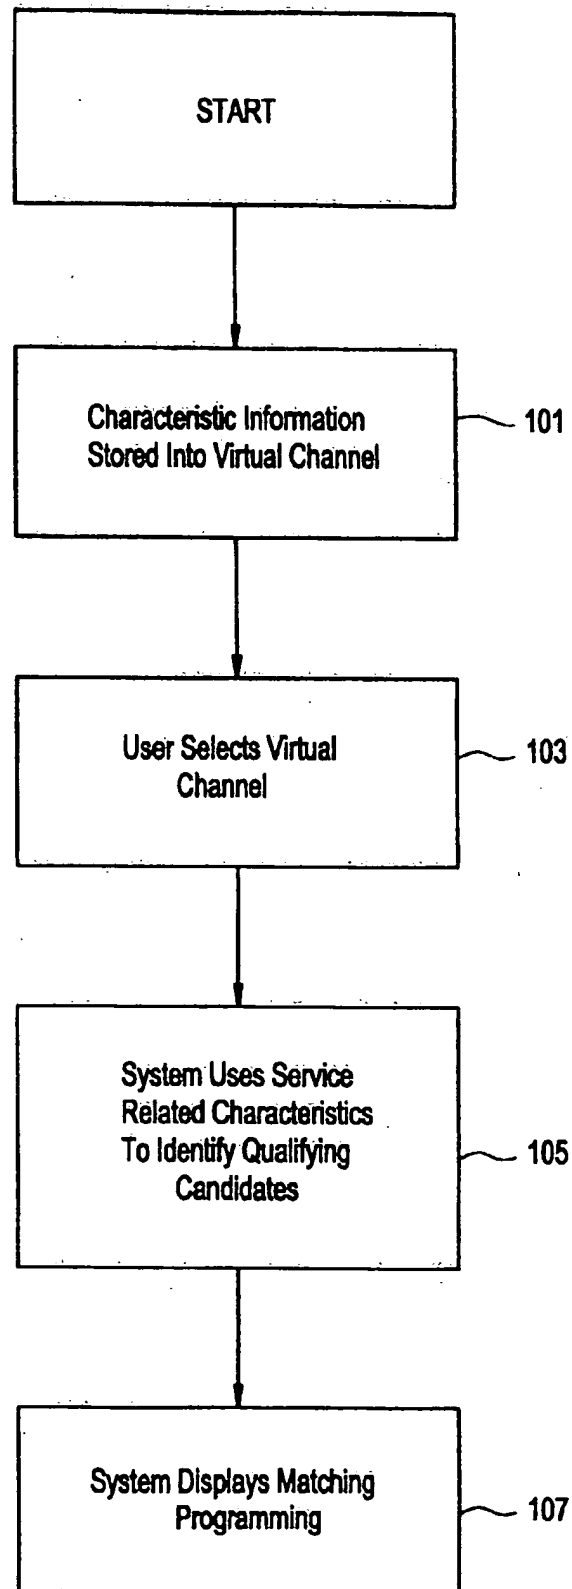 START
Characteristic Information
Stored Into Virtual Channel
101
User Selects Virtual
Channel
103
System Uses Service
Related Characteristics
To Identify Qualifying
Candidates
105
System Displays Matching
Programming
107